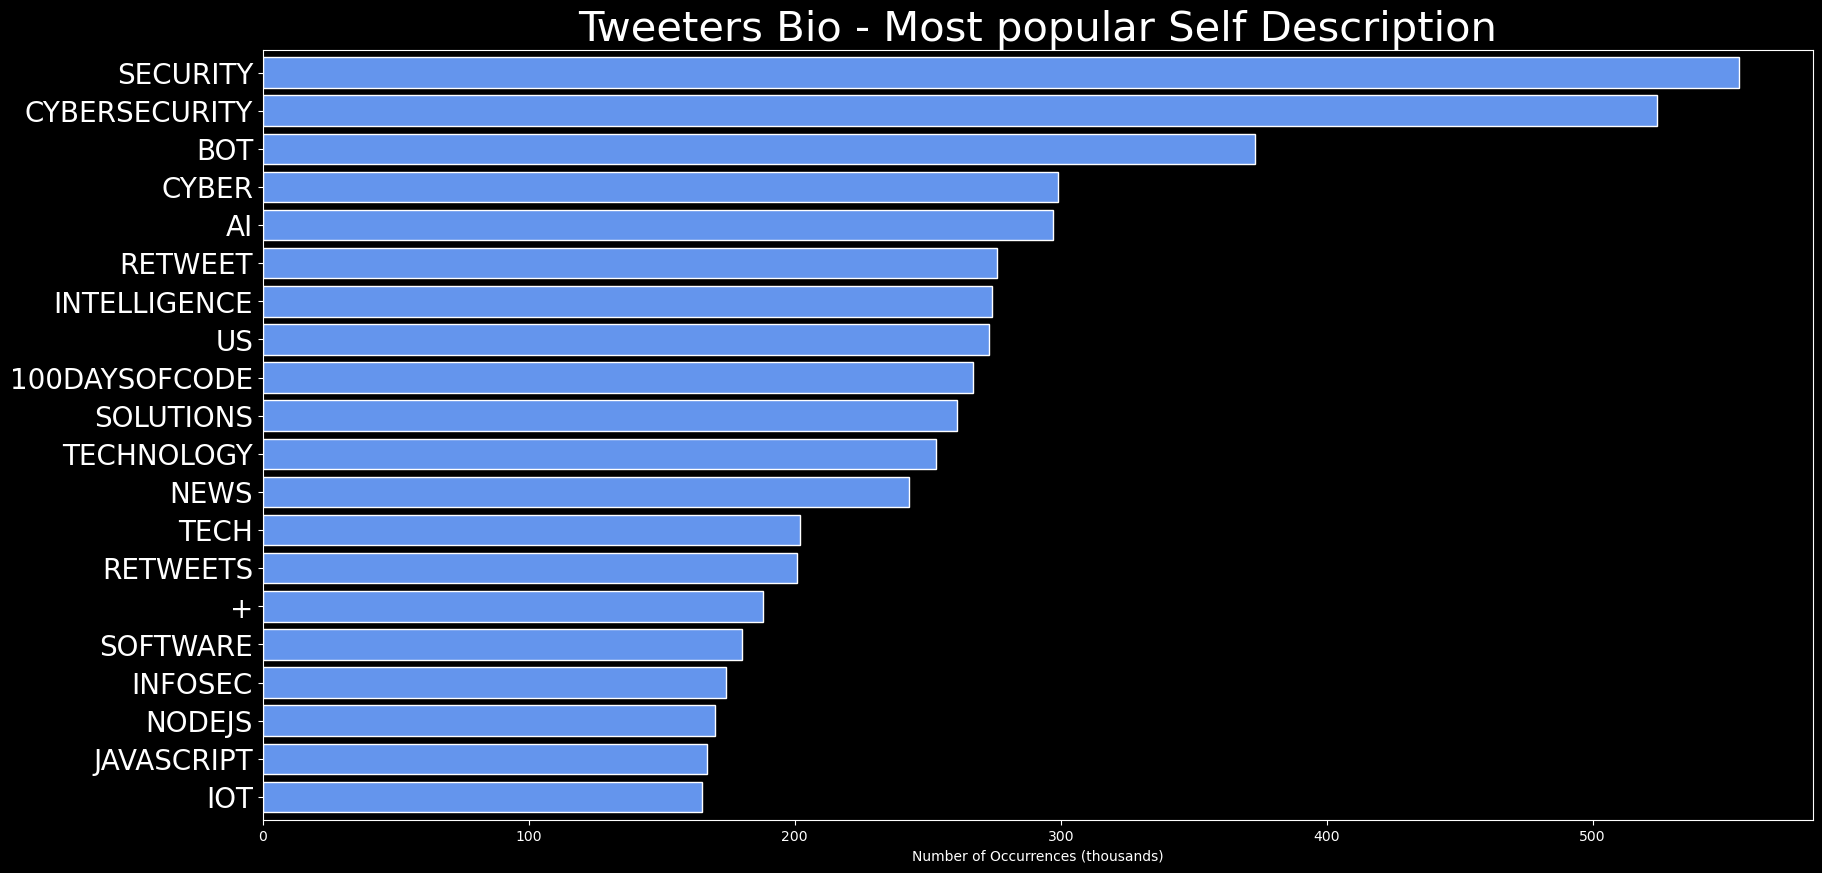 Tweeters Bio - Most popular Self Description
SECURITY
CYBERSECURITY
BOT
CYBER
AI
RETWEET
INTELLIGENCE
US
100DAYSOFCODE
SOLUTIONS
TECHNOLOGY
NEWS
TECH
RETWEETS
+
SOFTWARE
INFOSEC
NODEJS
JAVASCRIPT
IOT
0 100 200 300 400 500
Number of Occurrences (thousands)